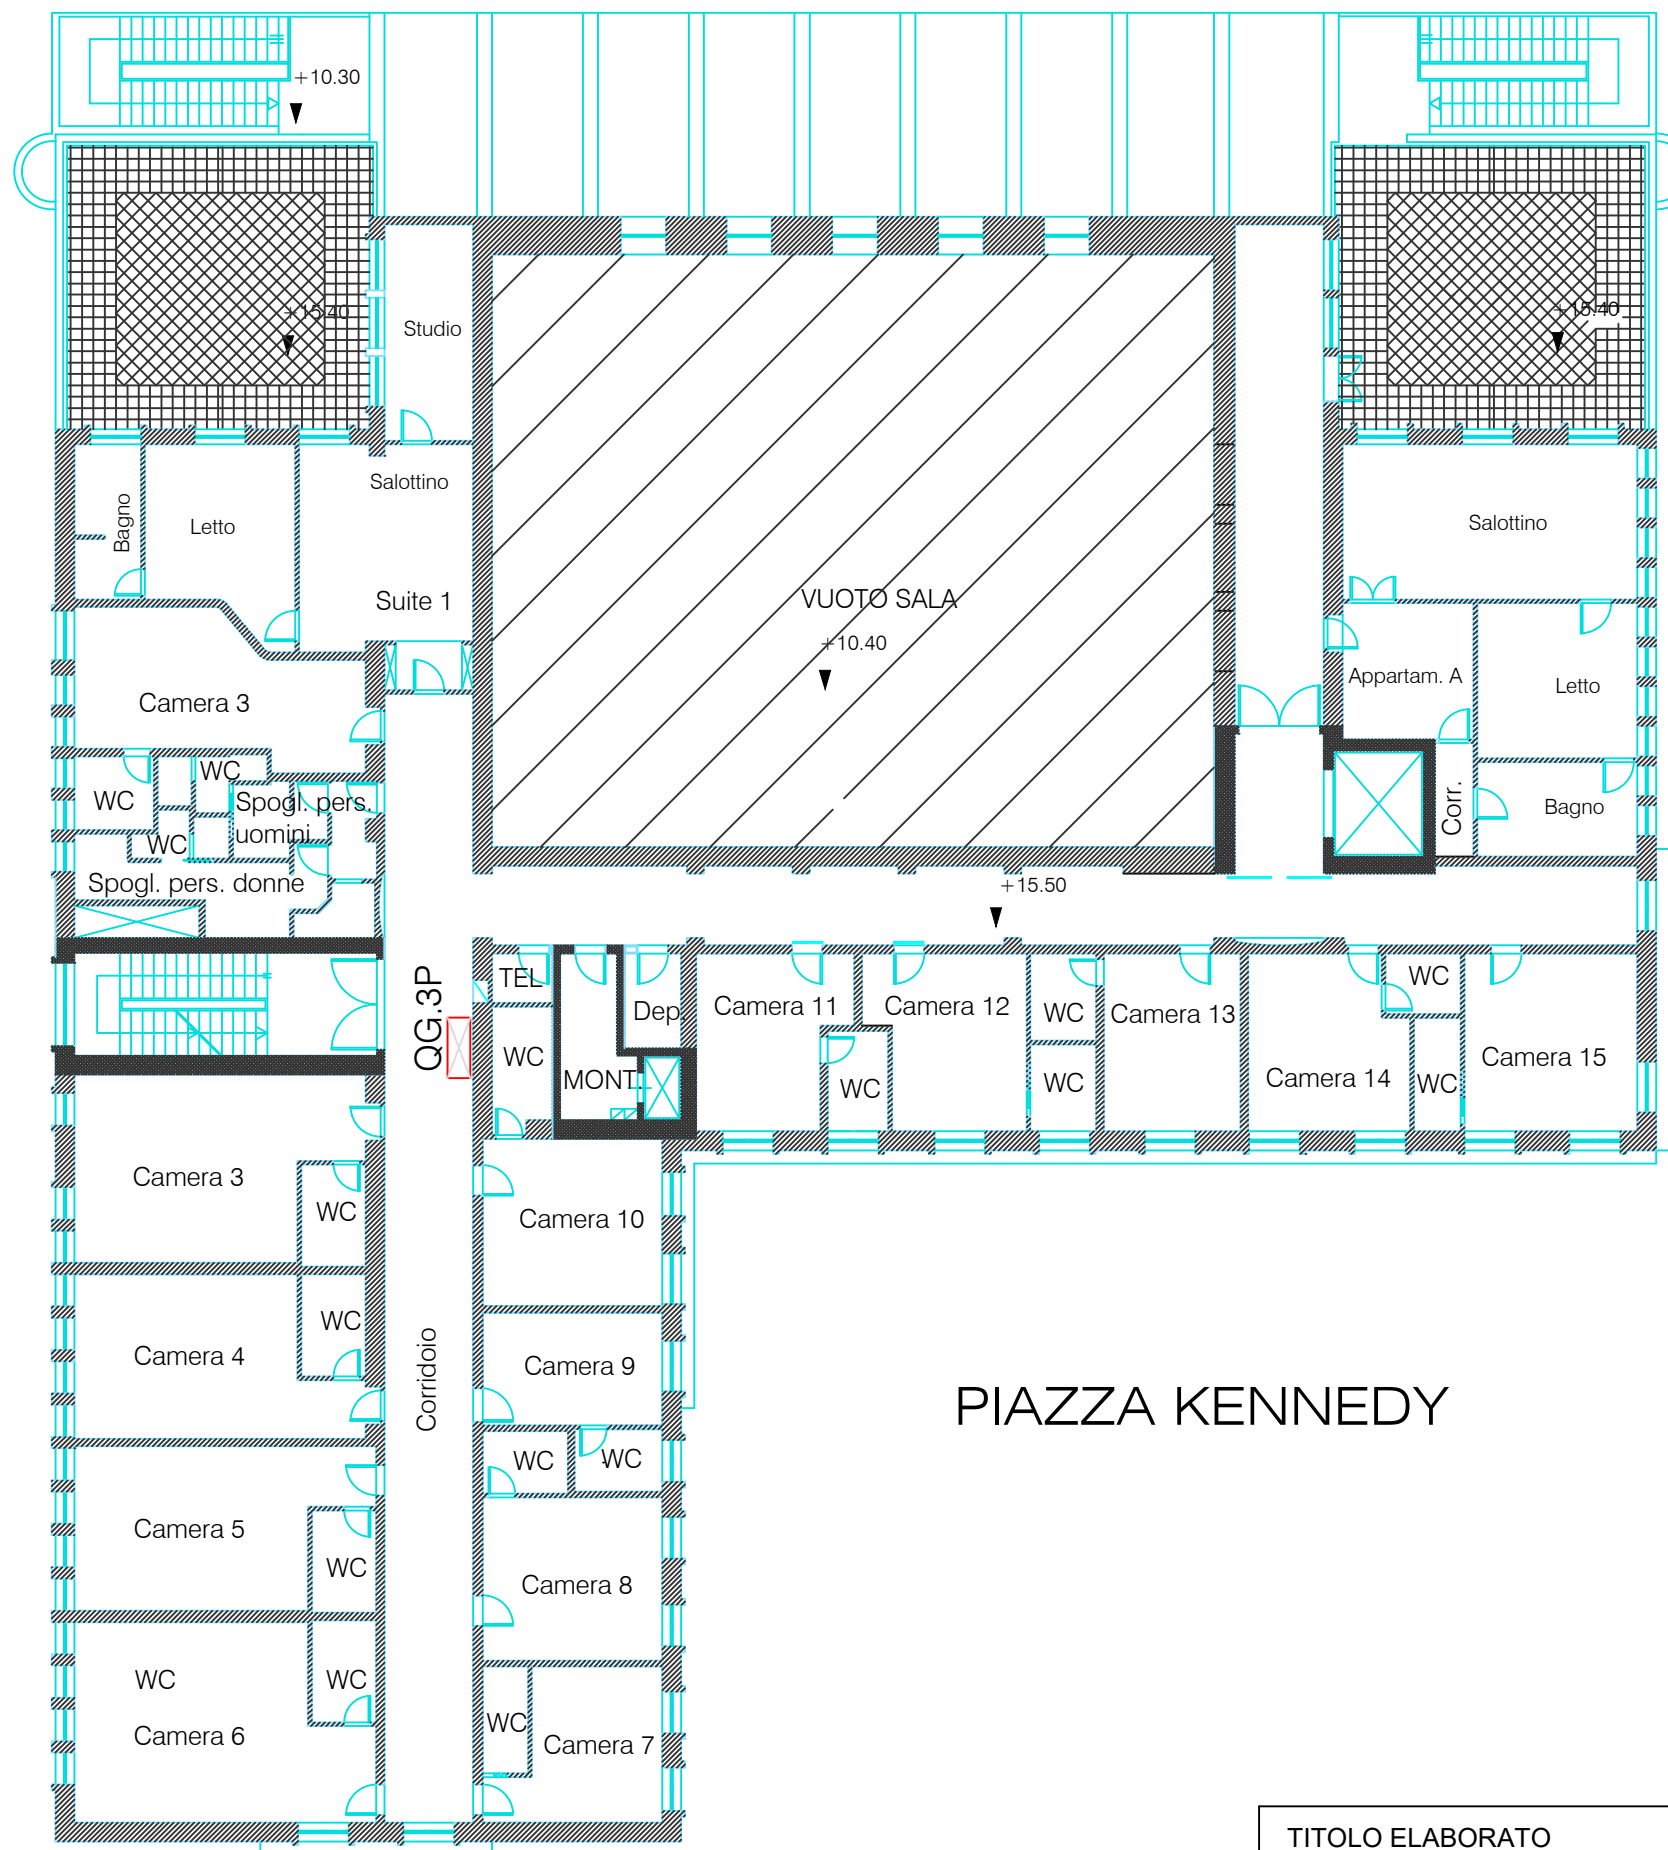 +10.30
+15.40
+15.40
Studio
Salottino
Bagno
Letto
Suite 1
Salottino
VUOTO SALA
+10.40
Appartam. A
Letto
Camera 3
WC
WC
Spogl. pers.
uomini
WC
Spogl. pers. donne
Corr.
Bagno
+15.50
QG.3P
TEL
WC
MONT.
Dep
Camera 11
WC
Camera 12
WC
WC
Camera 13
Camera 14
WC
WC
Camera 15
Camera 3
WC
Camera 10
Camera 4
WC
Corridoio
Camera 9
PIAZZA KENNEDY
WC
WC
Camera 5
WC
Camera 8
WC
WC
Camera 6
WC
Camera 7
TITOLO ELABORATO